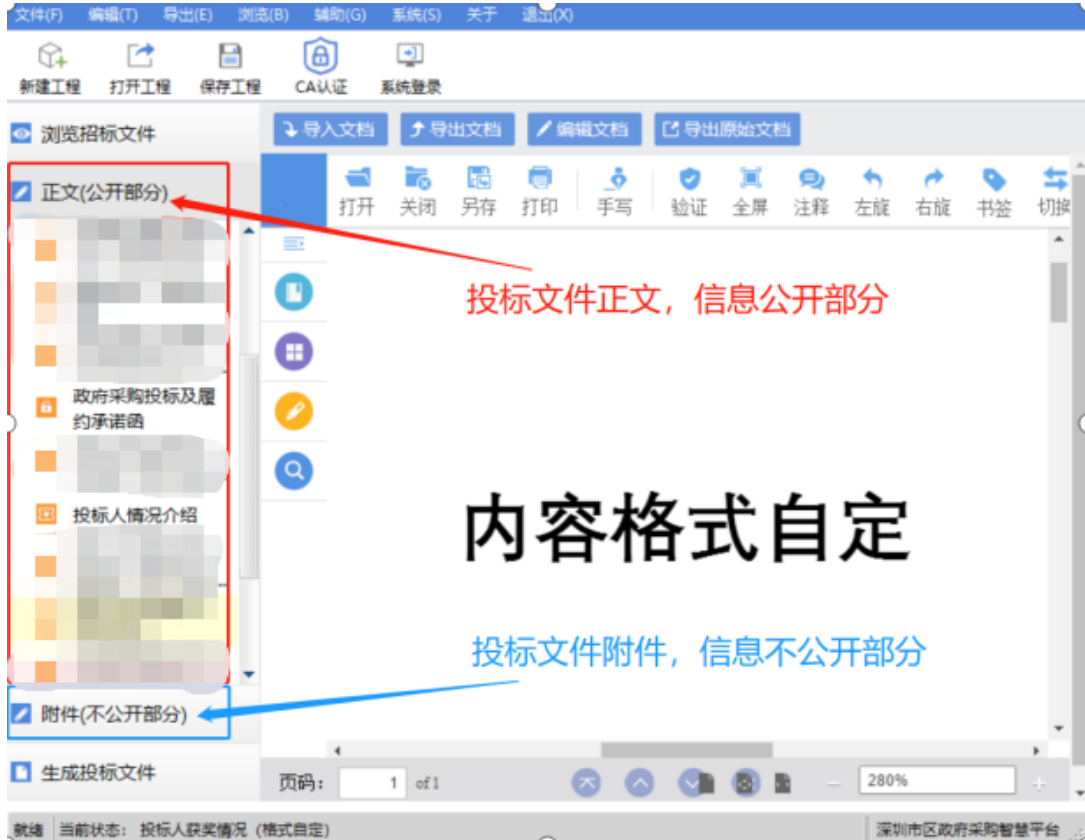 文件(F) 编辑(T) 导出(E) 浏览(B) 辅助(G) 系统(S) 关于 退出(X)
新建工程 打开工程 保存工程 CA认证 系统登录
浏览招标文件
导入文档 导出文档 编辑文档 导出原始文档
正文(公开部分)
打开 关闭 另存 打印 手写 验证 全屏 注释 左旋 右旋 书签 切换
投标文件正文，信息公开部分
政府采购投标及履
约承诺函
投标人情况介绍
内容格式自定
投标文件附件，信息不公开部分
附件(不公开部分)
生成投标文件
页码： 1 of 1 280%
就绪 当前状态： 投标人获奖情况（格式自定） 深圳市区政府采购智慧平台